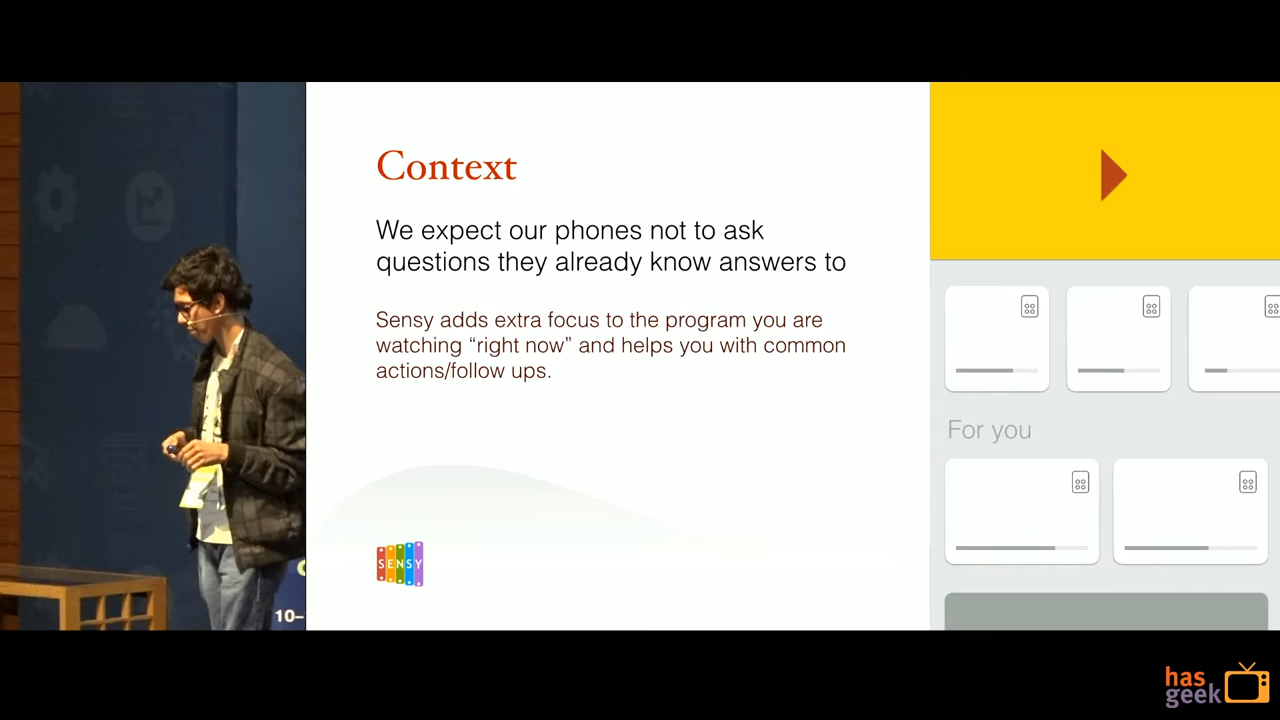 Context
We expect our phones not to ask
questions they already know answers to
Sensy adds extra focus to the program you are
watching “right now” and helps you with common
actions/follow ups.
SENSY
For you
10–
has
geek